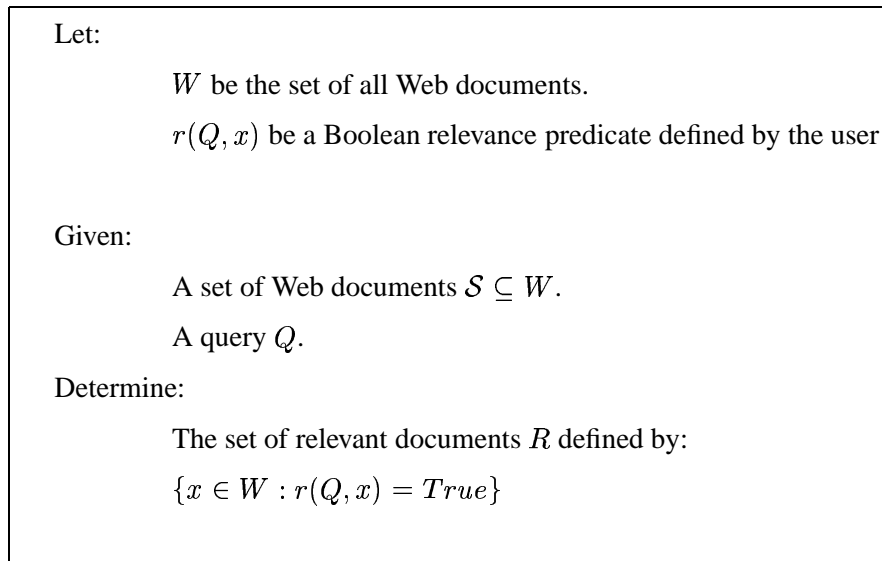 Let:
W be the set of all Web documents.
r(Q, x) be a Boolean relevance predicate defined by the user
Given:
A set of Web documents 𝒮 ⊆ W.
A query Q.
Determine:
The set of relevant documents R defined by:
{x ∈ W : r(Q, x) = True}